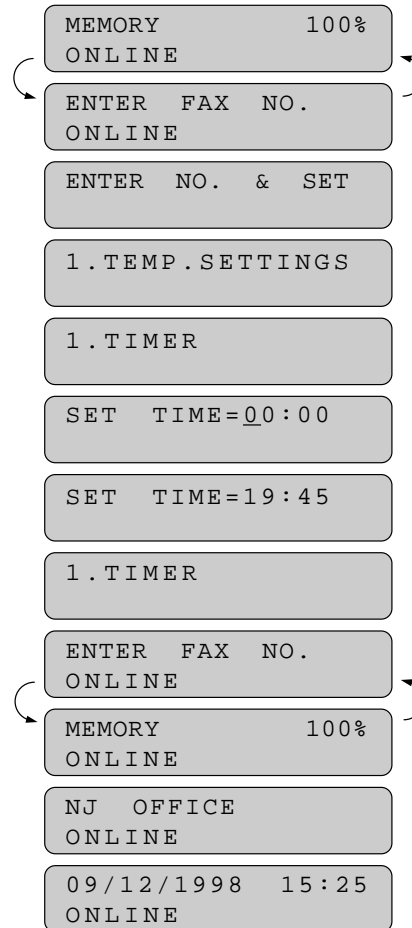 MEMORY 100%
ONLINE
ENTER FAX NO.
ONLINE
ENTER NO. & SET
1.TEMP.SETTINGS
1.TIMER
SET TIME=00:00
SET TIME=19:45
1.TIMER
ENTER FAX NO.
ONLINE
MEMORY 100%
ONLINE
NJ OFFICE
ONLINE
09/12/1998 15:25
ONLINE